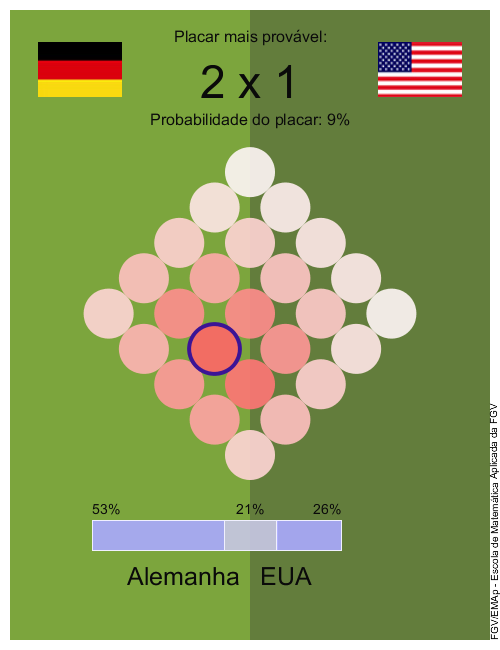 Placar mais provável:
2 x 1
Probabilidade do placar: 9%
53%
21%
26%
Alemanha
EUA
FGV/EMAp - Escola de Matemática Aplicada da FGV